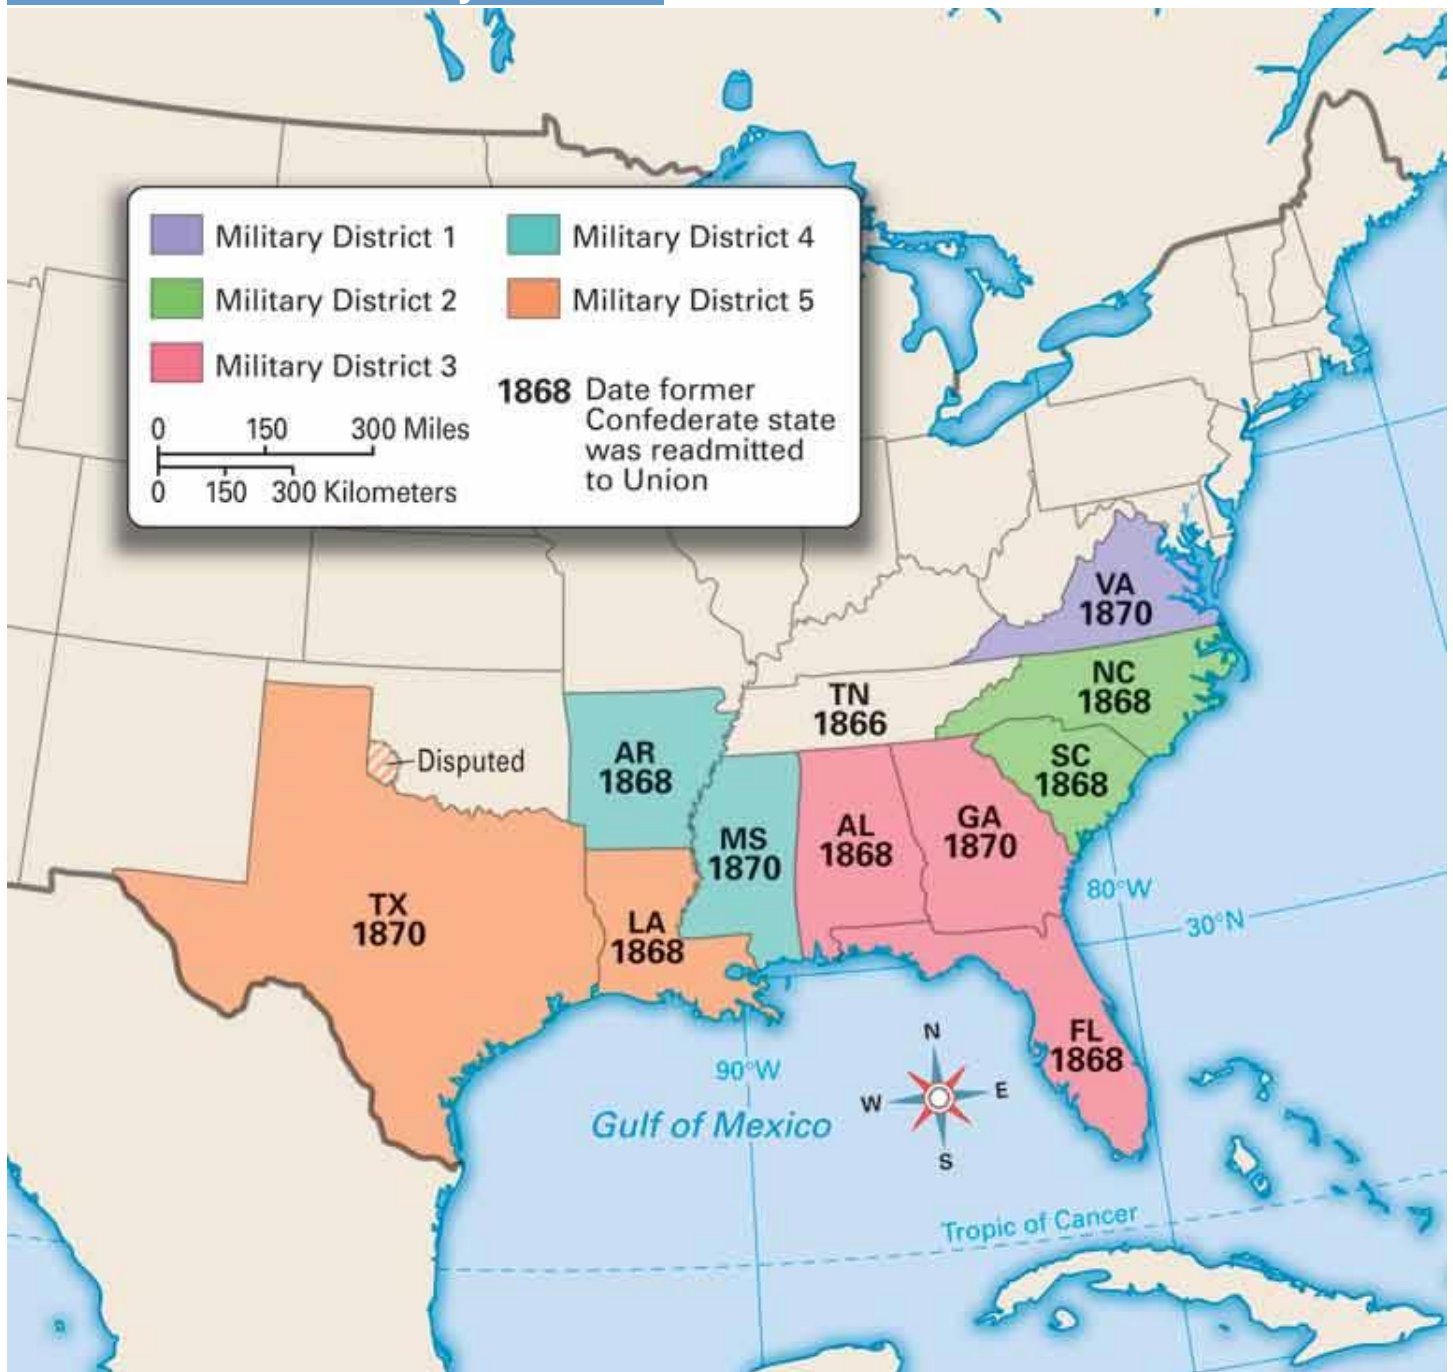 Military District 1
Military District 2
Military District 3
Military District 4
Military District 5
1868 Date former
Confederate state
was readmitted
to Union
0 150 300 Miles
0 150 300 Kilometers
VA
1870
NC
1868
TN
1866
SC
1868
Disputed
AR
1868
MS
1870
AL
1868
GA
1870
TX
1870
LA
1868
FL
1868
80°W
30°N
90°W
Gulf of Mexico
N
W
E
S
Tropic of Cancer